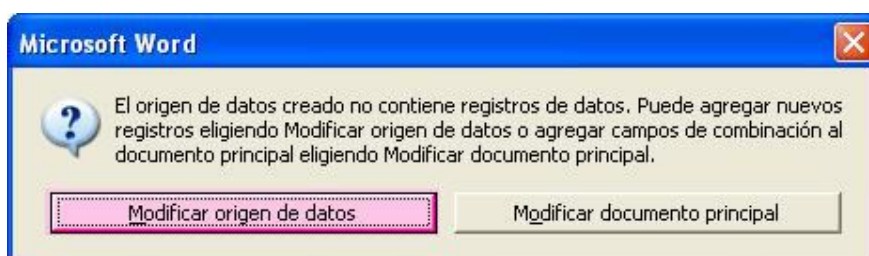 Microsoft Word
El origen de datos creado no contiene registros de datos. Puede agregar nuevos
registros eligiendo Modificar origen de datos o agregar campos de combinación al
documento principal eligiendo Modificar documento principal.
Modificar origen de datos
Modificar documento principal